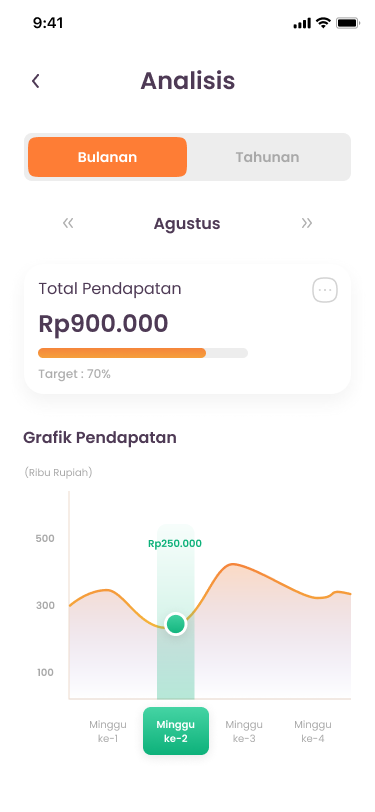 9:41
Analisis
Bulanan
Tahunan
Agustus
Total Pendapatan
Rp900.000
Target : 70%
Grafik Pendapatan
(Ribu Rupiah)
500
Rp250.000
300
100
Minggu
ke-1
Minggu
ke-2
Minggu
ke-3
Minggu
ke-4